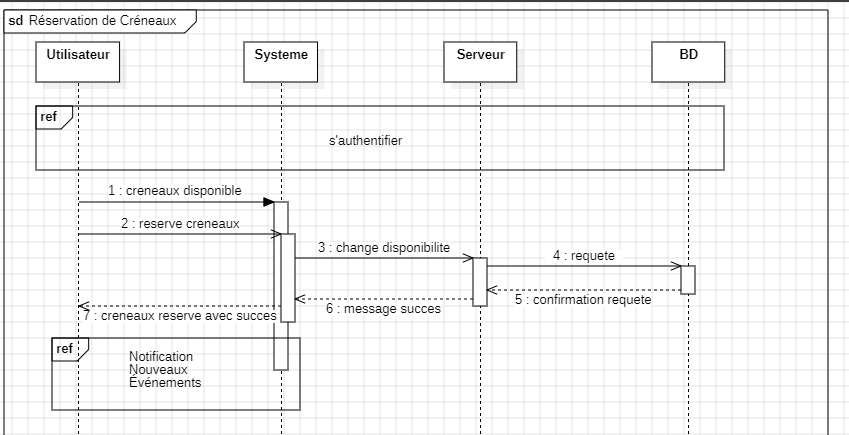 sd Réservation de Créneaux
Utilisateur
Systeme
Serveur
BD
ref
s'authentifier
1 : creneaux disponible
2 : reserve creneaux
3 : change disponibilite
4 : requete
5 : confirmation requete
6 : message succes
7 : creneaux reserve avec succes
ref
Notification
Nouveaux
Événements